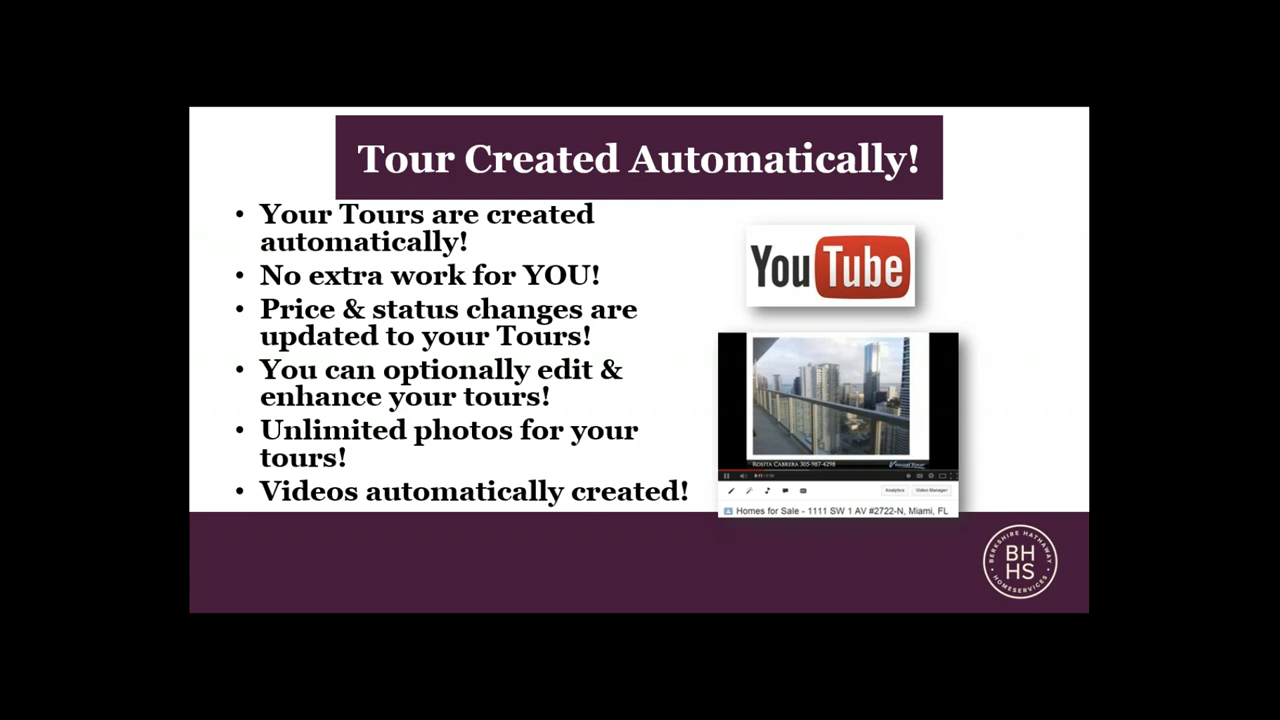 Tour Created Automatically!
• Your Tours are created
automatically!
• No extra work for YOU!
• Price & status changes are
updated to your Tours!
• You can optionally edit &
enhance your tours!
• Unlimited photos for your
tours!
• Videos automatically created!
YouTube
ROSITA CABRERA 305-987-4298
Analytics
Video Manager
Homes for Sale - 1111 SW 1 AV #2722-N, Miami, FL
BERKSHIRE HATHAWAY
BH
HS
HOMESERVICES